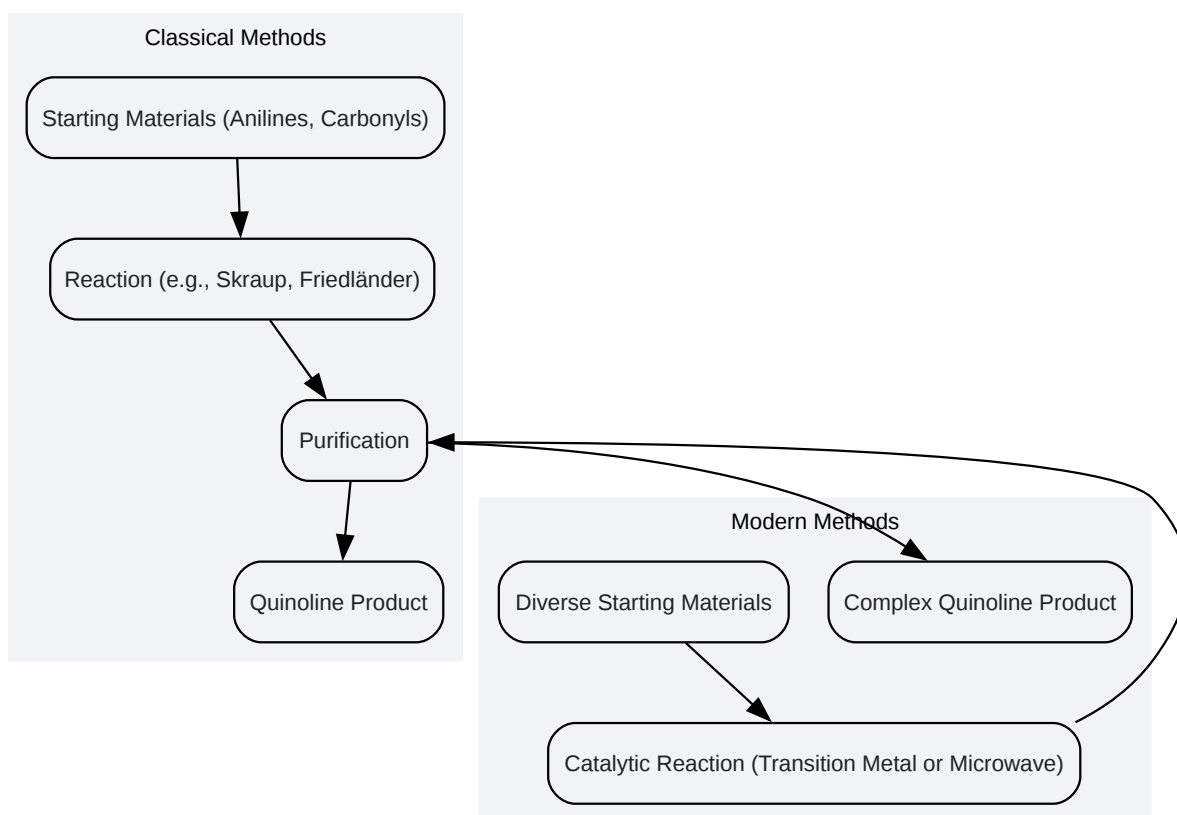 Classical Methods
Starting Materials (Anilines, Carbonyls)
Reaction (e.g., Skraup, Friedländer)
Purification
Quinoline Product
Modern Methods
Diverse Starting Materials
Complex Quinoline Product
Catalytic Reaction (Transition Metal or Microwave)